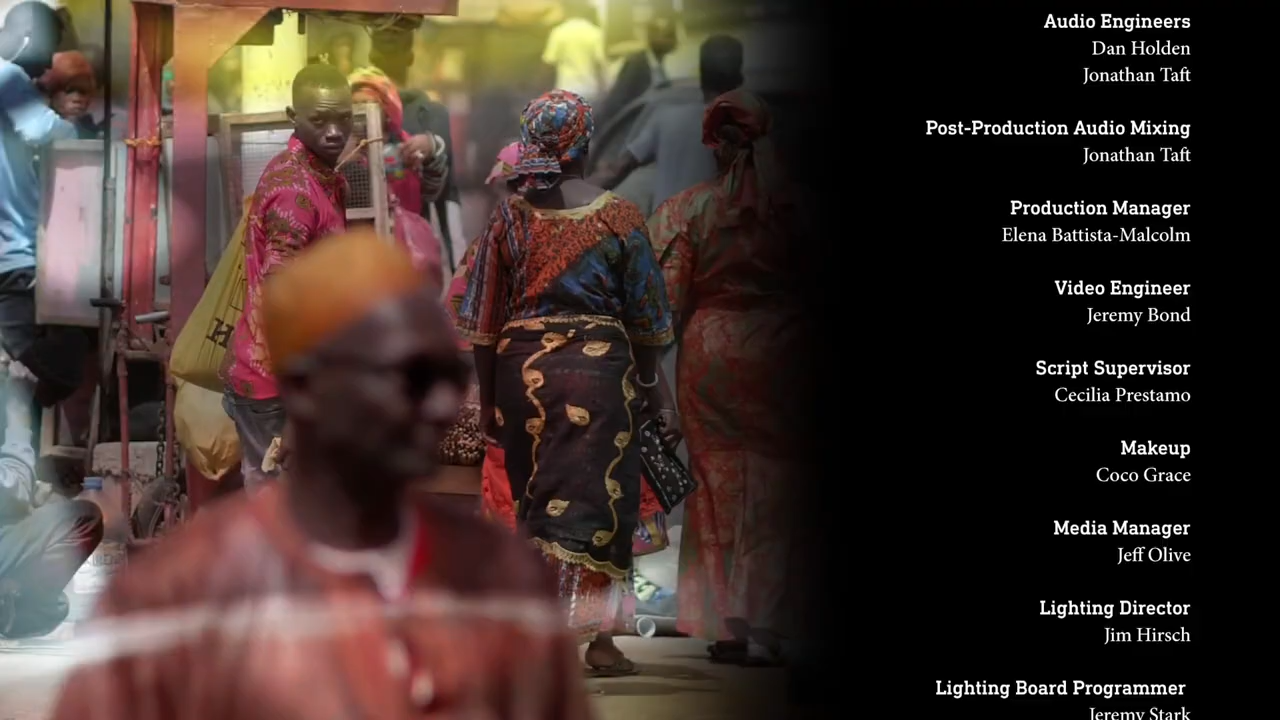 Audio Engineers
Dan Holden
Jonathan Taft
Post-Production Audio Mixing
Jonathan Taft
Production Manager
Elena Battista-Malcolm
Video Engineer
Jeremy Bond
Script Supervisor
Cecilia Prestamo
Makeup
Coco Grace
Media Manager
Jeff Olive
Lighting Director
Jim Hirsch
Lighting Board Programmer
Jeremy Stark